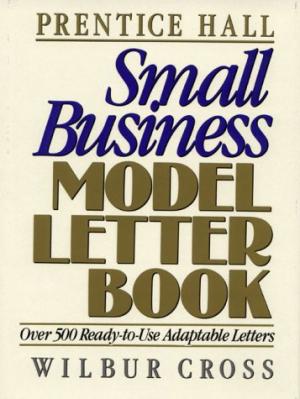 PRENTICE HALL
Small
Business
MODEL
LETTER
BOOK
Over 500 Ready-to-Use Adaptable Letters
WILBUR CROSS